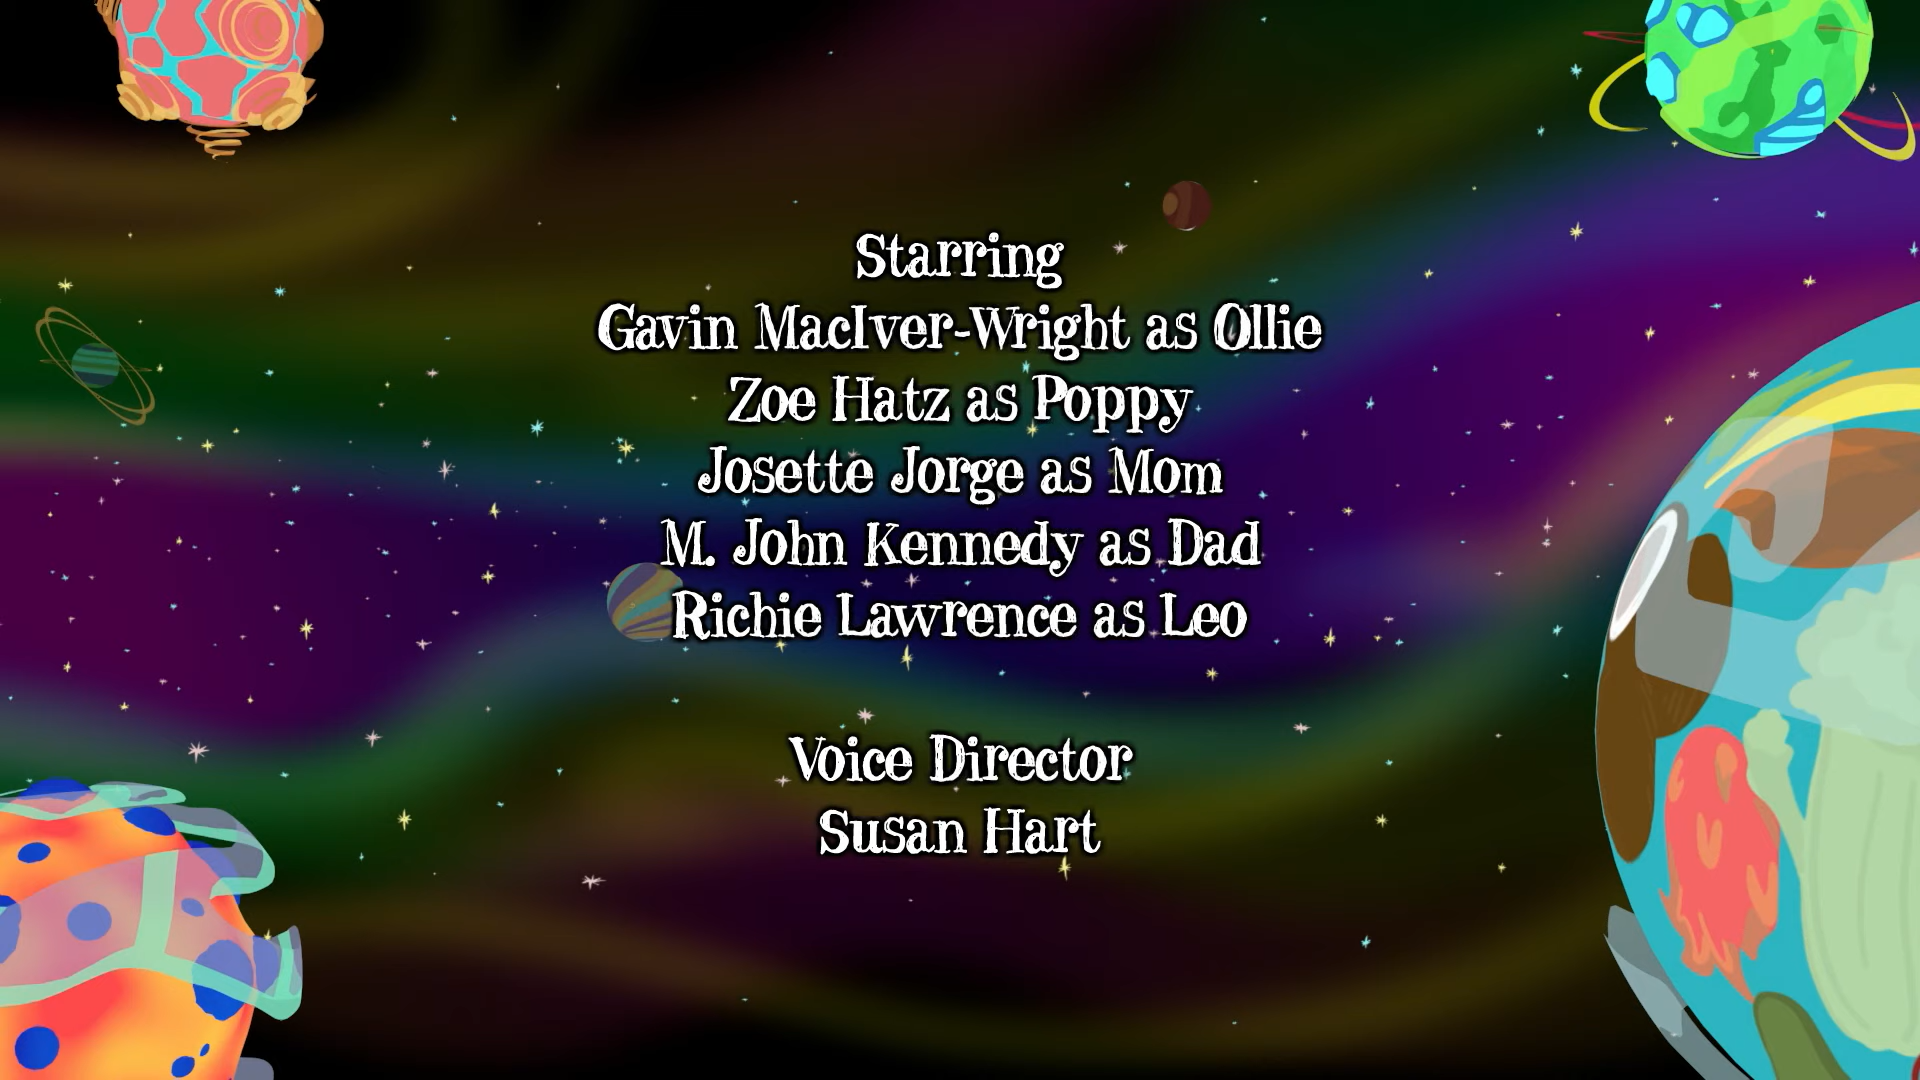 Starring
Gavin MacIver-Wright as Ollie
Zoe Hatz as Poppy
Josette Jorge as Mom
M. John Kennedy as Dad
Richie Lawrence as Leo
Voice Director
Susan Hart